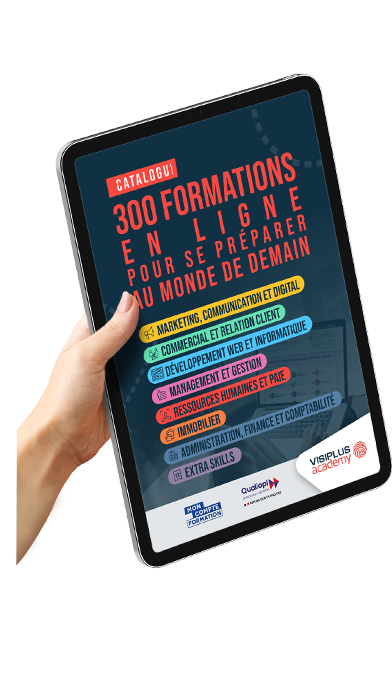 CATALOGUE
300 FORMATIONS
EN LIGNE
POUR SE PRÉPARER
AU MONDE DE DEMAIN
MARKETING, COMMUNICATION ET DIGITAL
COMMERCIAL ET RELATION CLIENT
DÉVELOPPEMENT WEB ET INFORMATIQUE
MANAGEMENT ET GESTION
RESSOURCES HUMAINES ET PAIE
IMMOBILIER
ADMINISTRATION, FINANCE ET COMPTABILITÉ
EXTRA SKILLS
VISIPLUS
academy
MON
COMPTE
FORMATION
Qualiopi
processus certifié